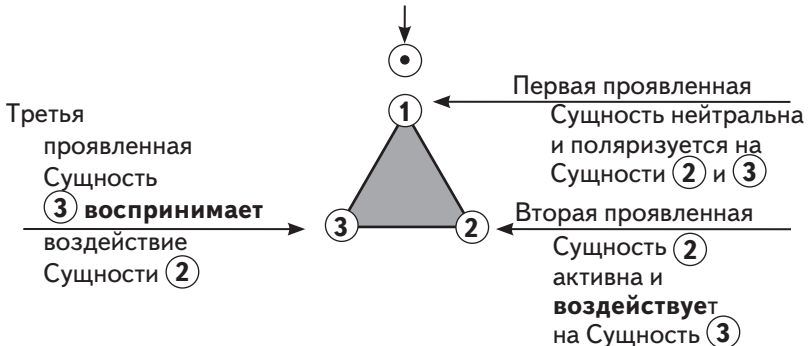 1
Первая проявленная
Сущность нейтральна
и поляризуется на
Сущности 2 и 3
Третья
проявленная
Сущность
3 воспринимает
воздействие
Сущности 2
3
2
Вторая проявленная
Сущность 2
активна и
воздействует
на Сущность 3